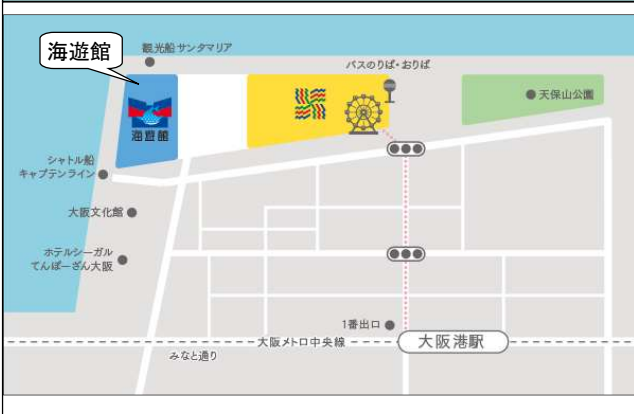 海遊館
観光船サンタマリア
バスのりば・おりば
天保山公園
海遊館
シャトル船
キャプテンライン
大阪文化館
ホテルシーガル
てんぽーざん大阪
1番出口
大阪メトロ中央線
大阪港駅
みなと通り